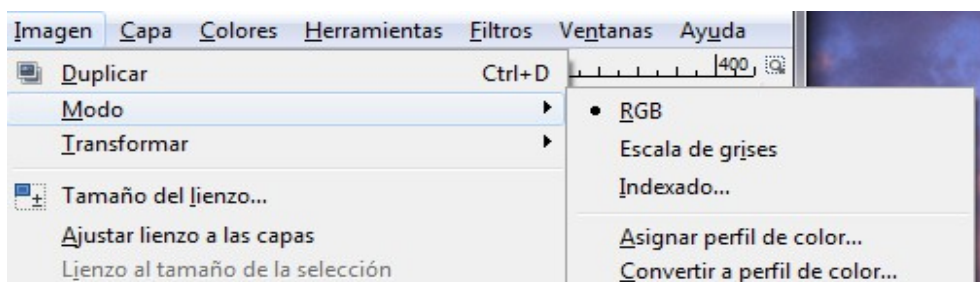 Imagen Capa Colores Herramientas Filtros Ventanas Ayuda
Duplicar Ctrl+D
400
Modo
RGB
Transformar
Escala de grises
Tamaño del lienzo...
Indexado...
Ajustar lienzo a las capas
Asignar perfil de color...
Lienzo al tamaño de la selección
Convertir a perfil de color...